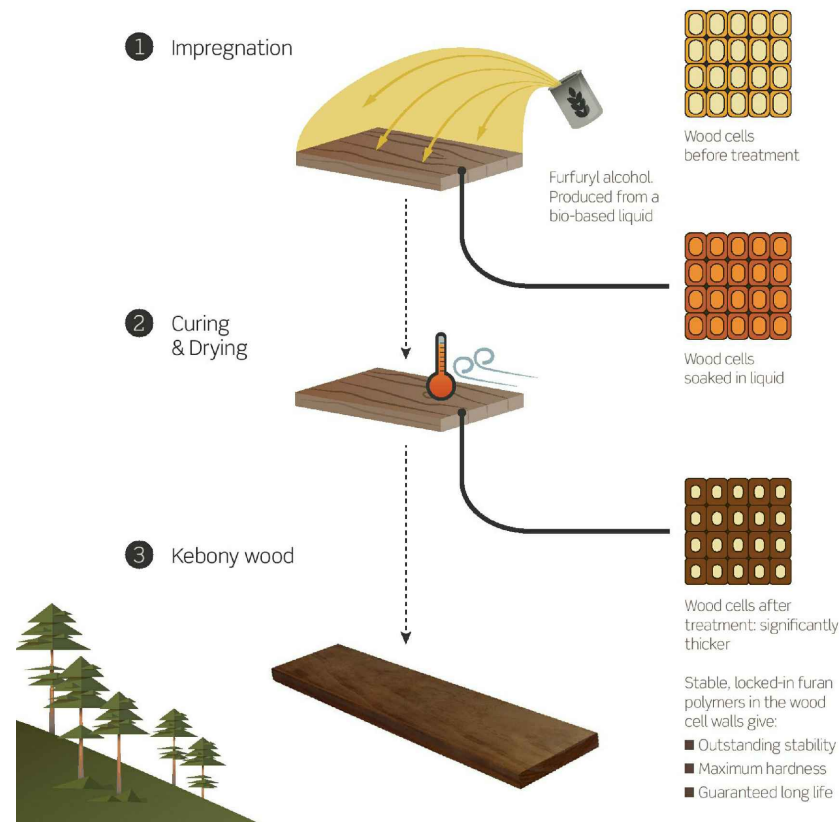 1 Impregnation
Wood cells
before treatment
Furfuryl alcohol.
Produced from a
bio-based liquid
Wood cells
soaked in liquid
2 Curing
& Drying
Wood cells after
treatment: significantly
thicker
3 Kebony wood
Stable, locked-in furan
polymers in the wood
cell walls give:
■ Outstanding stability
■ Maximum hardness
■ Guaranteed long life